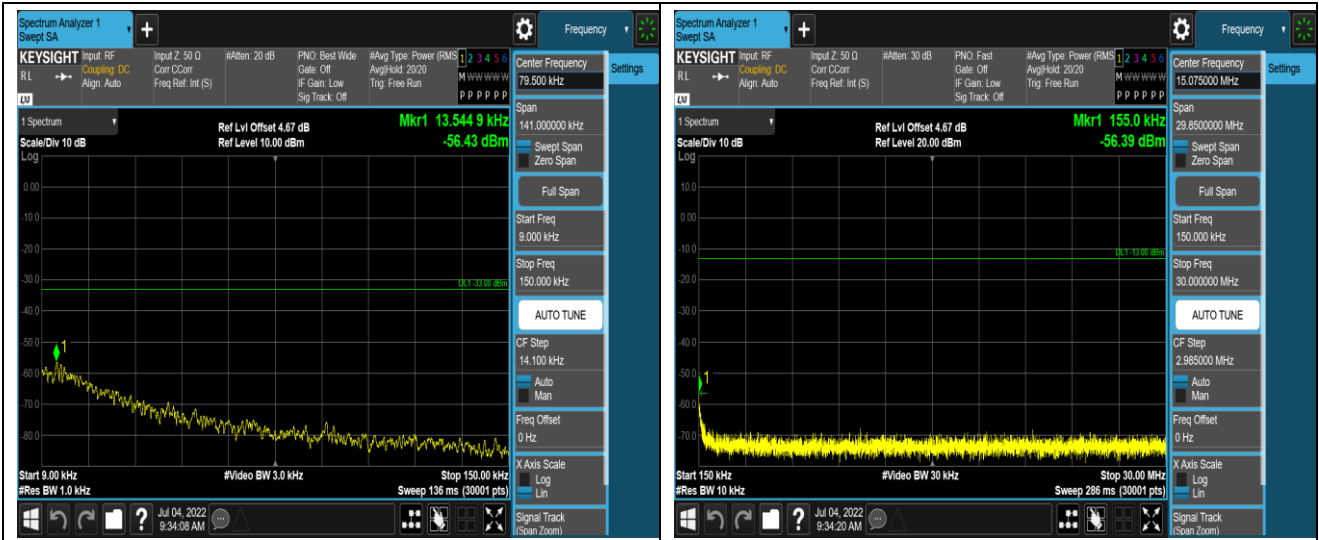 Spectrum Analyzer 1
Swept SA
+
Frequency
KEYSIGHT
Input: RF
Coupling: DC
Align: Auto
Input Z: 50 Ω
Corr CCorr
Freq Ref: Int (S)
#Atten: 20 dB
PNO: Best Wide
Gate: Off
IF Gain: Low
Sig Track: Off
#Avg Type: Power (RMS
Avg|Hold: 20/20
Trig: Free Run
1 2 3 4 5 6
M W W W W W
P P P P P P
RL
LXI
Center Frequency
79.500 kHz
Settings
Span
141.000000 kHz
Swept Span
Zero Span
Full Span
Start Freq
9.000 kHz
Stop Freq
150.000 kHz
AUTO TUNE
CF Step
14.100 kHz
Auto
Man
Freq Offset
0 Hz
X Axis Scale
Log
Lin
Signal Track
(Span Zoom)
1 Spectrum
Scale/Div 10 dB
Log
Ref Lvl Offset 4.67 dB
Ref Level 10.00 dBm
Mkr1 13.544 9 kHz
-56.43 dBm
0.00
-10.0
-20.0
-30.0
DL1 -33.00 dBm
-40.0
-50.0
1
-60.0
-70.0
-80.0
Start 9.00 kHz
#Video BW 3.0 kHz
Stop 150.00 kHz
#Res BW 1.0 kHz
Sweep 136 ms (30001 pts)
?
Jul 04, 2022
9:34:08 AM
Spectrum Analyzer 1
Swept SA
+
Frequency
KEYSIGHT
Input: RF
Coupling: DC
Align: Auto
Input Z: 50 Ω
Corr CCorr
Freq Ref: Int (S)
#Atten: 30 dB
PNO: Fast
Gate: Off
IF Gain: Low
Sig Track: Off
#Avg Type: Power (RMS
Avg|Hold: 20/20
Trig: Free Run
1 2 3 4 5 6
M W W W W W
P P P P P P
RL
LXI
Center Frequency
15.075000 MHz
Settings
Span
29.8500000 MHz
Swept Span
Zero Span
Full Span
Start Freq
150.000 kHz
Stop Freq
30.000000 MHz
AUTO TUNE
CF Step
2.985000 MHz
Auto
Man
Freq Offset
0 Hz
X Axis Scale
Log
Lin
Signal Track
(Span Zoom)
1 Spectrum
Scale/Div 10 dB
Log
Ref Lvl Offset 4.67 dB
Ref Level 20.00 dBm
Mkr1 155.0 kHz
-56.39 dBm
10.0
0.00
-10.0
DL1 -13.00 dBm
-20.0
-30.0
-40.0
-50.0
1
-60.0
-70.0
Start 150 kHz
#Video BW 30 kHz
Stop 30.00 MHz
#Res BW 10 kHz
Sweep 286 ms (30001 pts)
?
Jul 04, 2022
9:34:20 AM